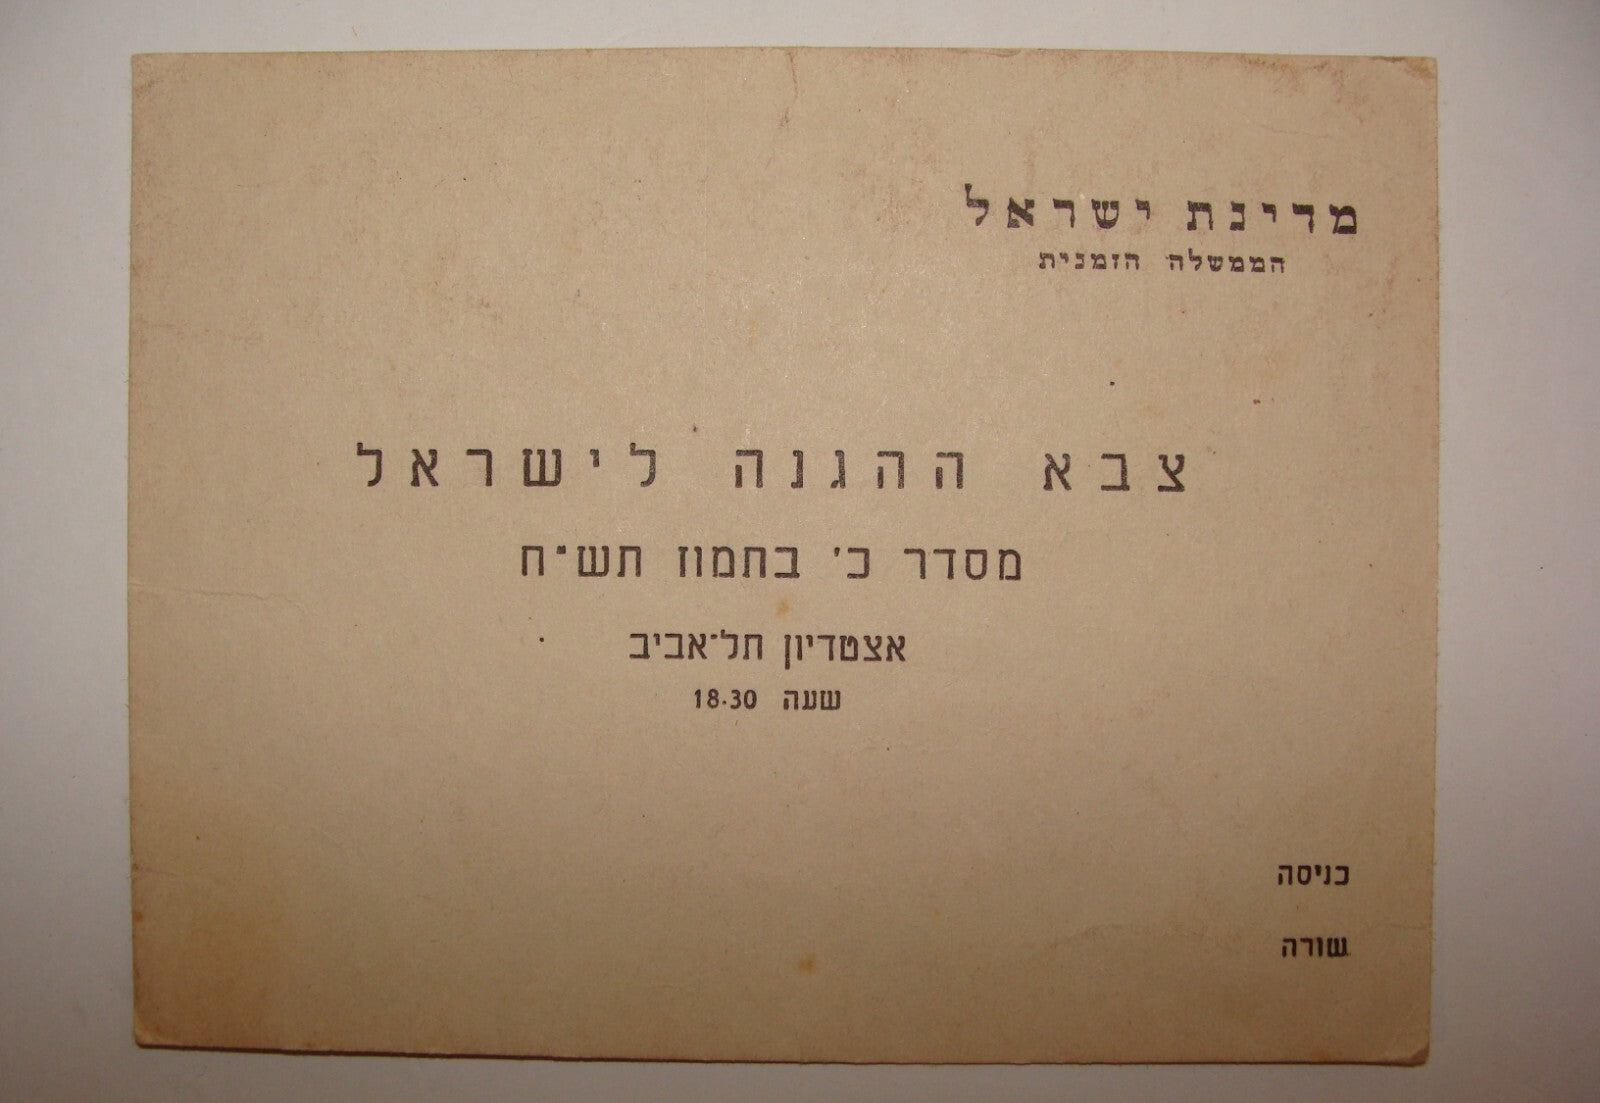 מדינת ישראל
הממשלה הזמנית
צבא ההגנה לישראל
מסדר כ' בתמוז תש"ח
אצטדיון תל־אביב
שעה 18.30
כניסה
שורה